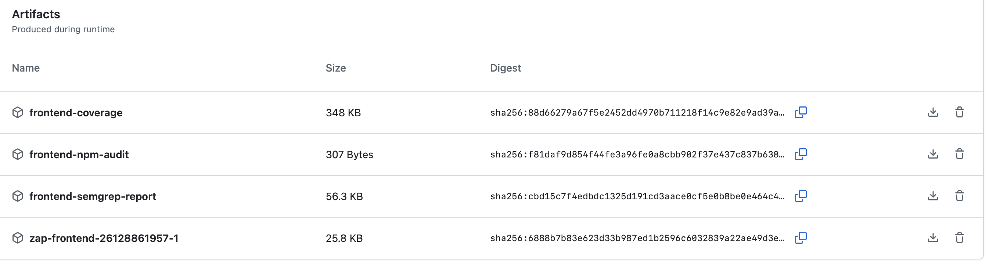 Artifacts
Produced during runtime
Name Size Digest
frontend-coverage 348 KB sha256:88d66279a67f5e2452dd4970b711218f14c9e82e9ad39a…
frontend-npm-audit 307 Bytes sha256:f81daf9d854f44fe3a96fe0a8cbb902f37e437c837b638…
frontend-semgrep-report 56.3 KB sha256:cbd15c7f4edbdc1325d191cd3aace0cf5e0b8be0e464c4…
zap-frontend-26128861957-1 25.8 KB sha256:6888b7b83e623d33b987ed1b2596c6032839a22ae49d3e…